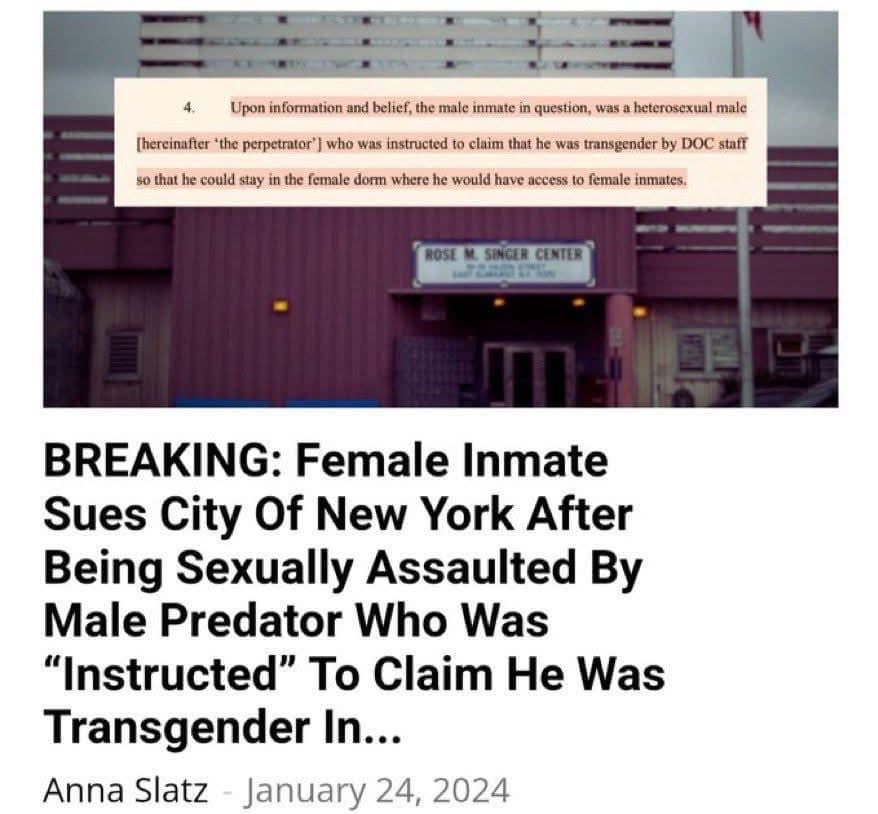 4. Upon information and belief, the male inmate in question, was a heterosexual male
[hereinafter ‘the perpetrator’] who was instructed to claim that he was transgender by DOC staff
so that he could stay in the female dorm where he would have access to female inmates.
ROSE M. SINGER CENTER
BREAKING: Female Inmate
Sues City Of New York After
Being Sexually Assaulted By
Male Predator Who Was
“Instructed” To Claim He Was
Transgender In...
Anna Slatz - January 24, 2024